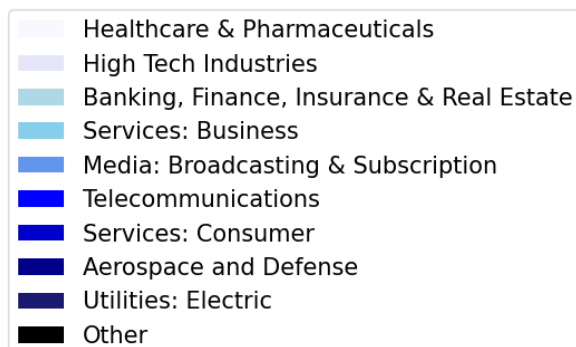 Healthcare & Pharmaceuticals
High Tech Industries
Banking, Finance, Insurance & Real Estate
Services: Business
Media: Broadcasting & Subscription
Telecommunications
Services: Consumer
Aerospace and Defense
Utilities: Electric
Other